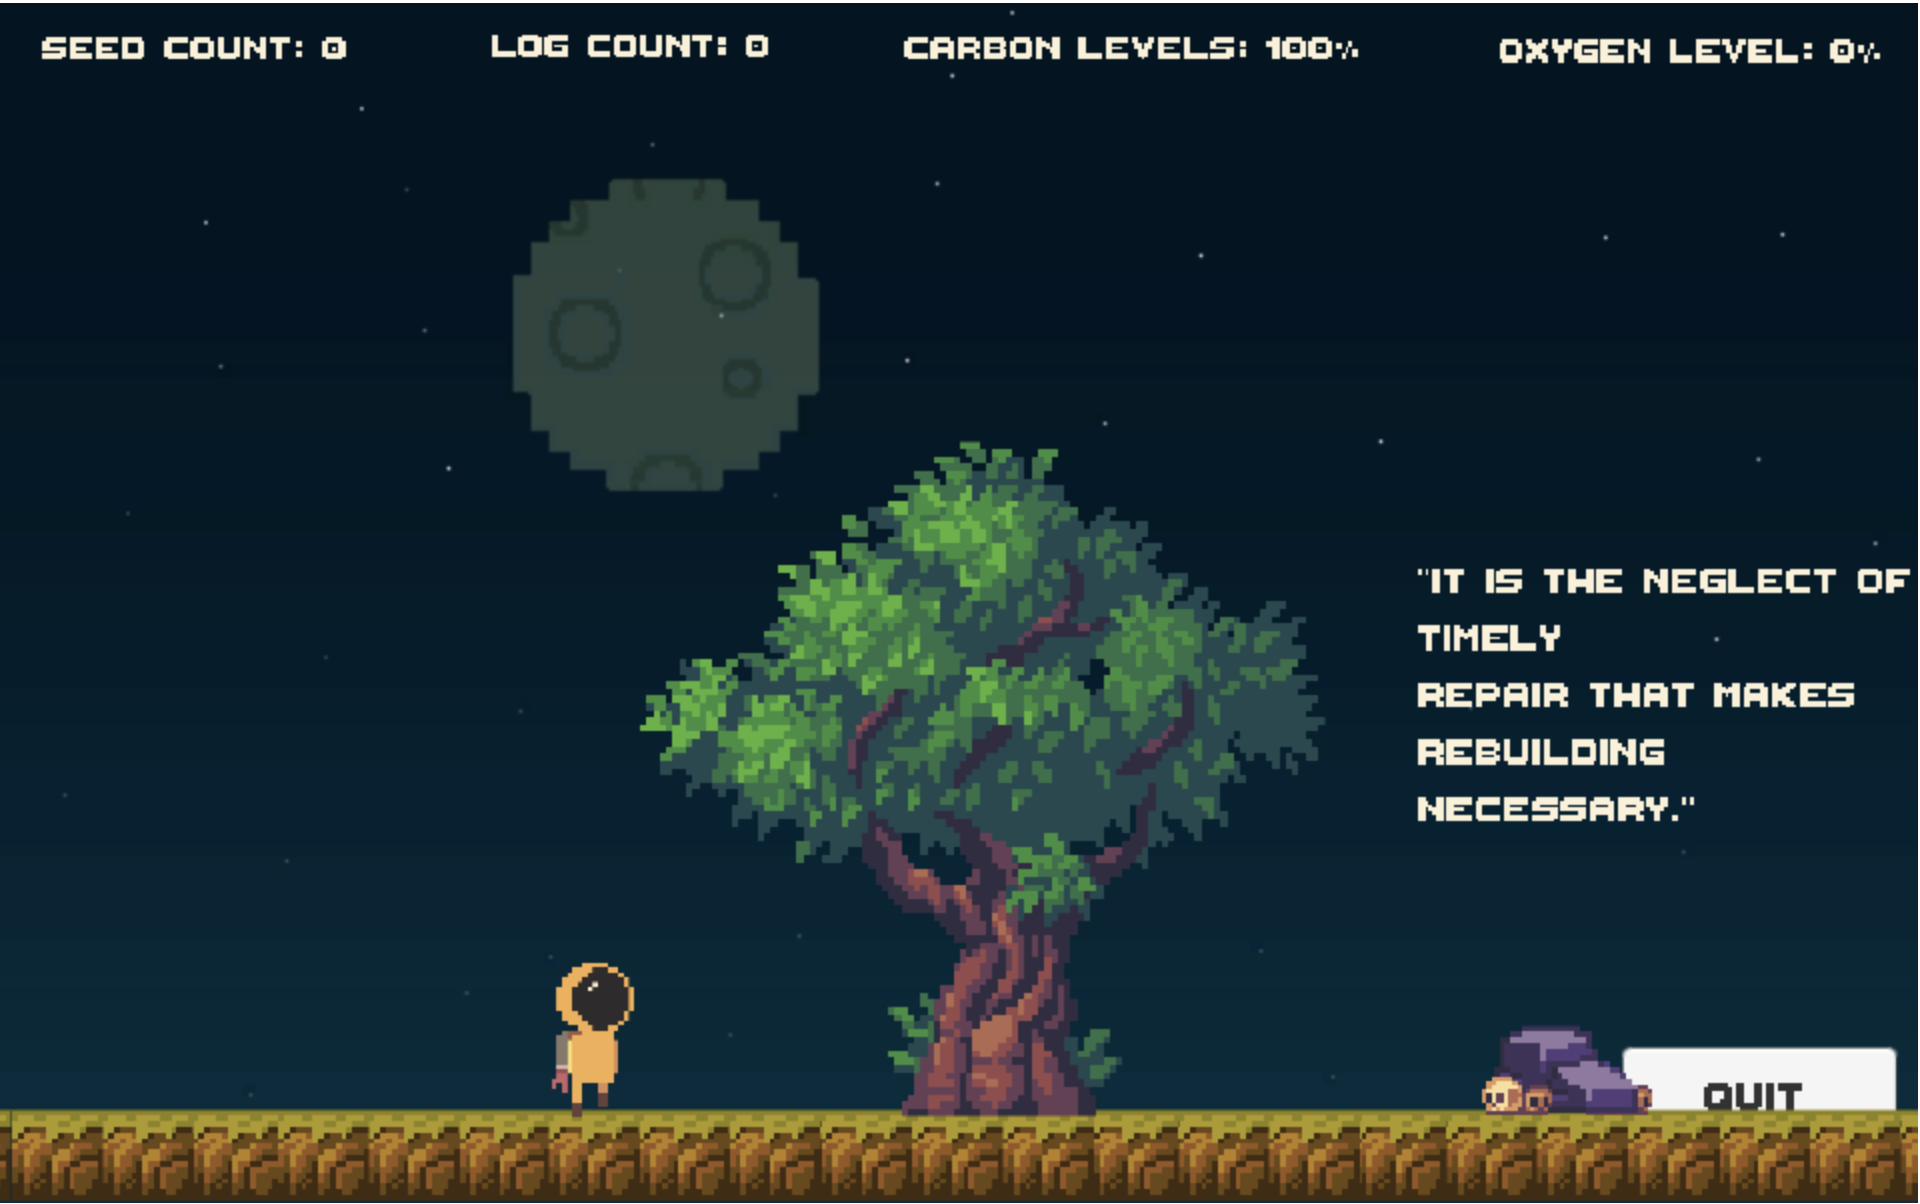 SEED COUNT: 0
LOG COUNT: 0
CARBON LEVELS: 100%
OXYGEN LEVEL: 0%
"IT IS THE NEGLECT OF
TIMELY
REPAIR THAT MAKES
REBUILDING
NECESSARY."
QUIT